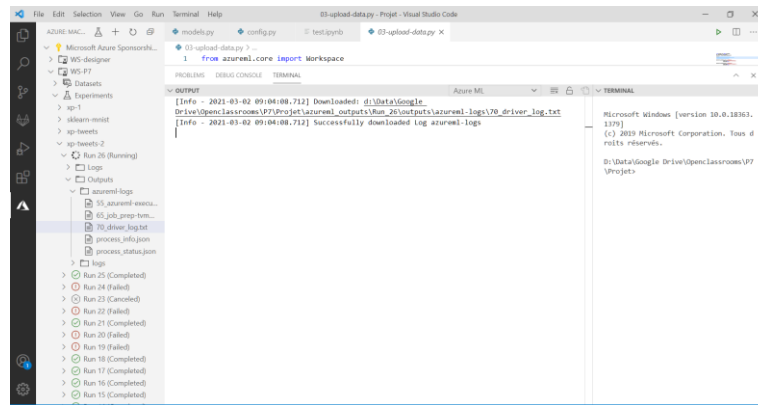 File Edit Selection View Go Run Terminal Help
03-upload-data.py - Projet - Visual Studio Code
AZURE: MAC...
Microsoft Azure Sponsorshi...
WS-designer
WS-P7
Datasets
Experiments
xp-1
sklearn-mnist
xp-tweets
xp-tweets-2
Run 26 (Running)
Logs
Outputs
azureml-logs
55_azureml-execu...
65_job_prep-tvm...
70_driver_log.txt
process_info.json
process_status.json
logs
Run 25 (Completed)
Run 24 (Failed)
Run 23 (Canceled)
Run 22 (Failed)
Run 21 (Completed)
Run 20 (Failed)
Run 19 (Failed)
Run 18 (Completed)
Run 17 (Completed)
Run 16 (Completed)
Run 15 (Completed)
models.py config.py test.ipynb 03-upload-data.py
03-upload-data.py > ...
1 from azureml.core import Workspace
PROBLEMS DEBUG CONSOLE TERMINAL
OUTPUT
Azure ML
[Info - 2021-03-02 09:04:08.712] Downloaded: d:\Data\Google
Drive\Openclassrooms\P7\Projet\azureml_outputs\Run_26\outputs\azureml-logs\70_driver_log.txt
[Info - 2021-03-02 09:04:08.712] Successfully downloaded Log azureml-logs
TERMINAL
Microsoft Windows [version 10.0.18363.
1379]
(c) 2019 Microsoft Corporation. Tous d
roits réservés.
D:\Data\Google Drive\Openclassrooms\P7
\Projet>